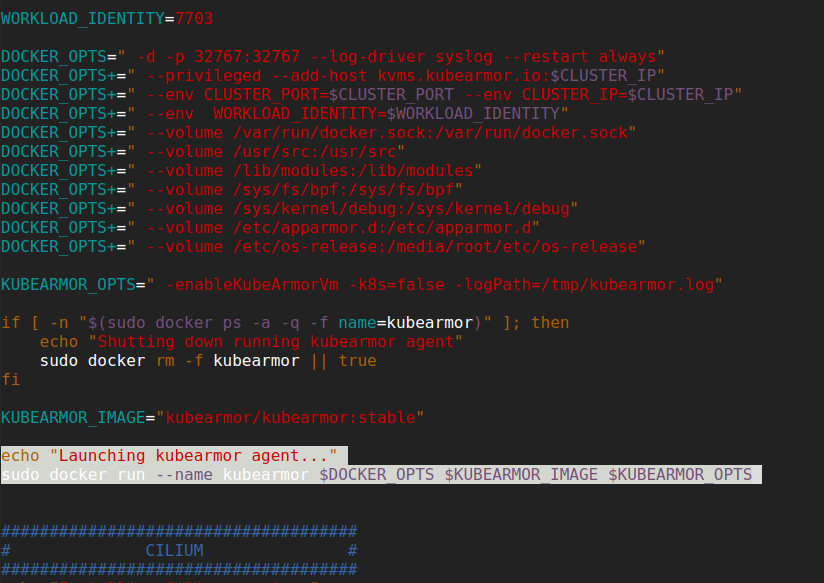 WORKLOAD_IDENTITY=7703
DOCKER_OPTS=" -d -p 32767:32767 --log-driver syslog --restart always"
DOCKER_OPTS+=" --privileged --add-host kvms.kubearmor.io:$CLUSTER_IP"
DOCKER_OPTS+=" --env CLUSTER_PORT=$CLUSTER_PORT --env CLUSTER_IP=$CLUSTER_IP"
DOCKER_OPTS+=" --env  WORKLOAD_IDENTITY=$WORKLOAD_IDENTITY"
DOCKER_OPTS+=" --volume /var/run/docker.sock:/var/run/docker.sock"
DOCKER_OPTS+=" --volume /usr/src:/usr/src"
DOCKER_OPTS+=" --volume /lib/modules:/lib/modules"
DOCKER_OPTS+=" --volume /sys/fs/bpf:/sys/fs/bpf"
DOCKER_OPTS+=" --volume /sys/kernel/debug:/sys/kernel/debug"
DOCKER_OPTS+=" --volume /etc/apparmor.d:/etc/apparmor.d"
DOCKER_OPTS+=" --volume /etc/os-release:/media/root/etc/os-release"
KUBEARMOR_OPTS=" -enableKubeArmorVm -k8s=false -logPath=/tmp/kubearmor.log"
if [ -n "$(sudo docker ps -a -q -f name=kubearmor)" ]; then
    echo "Shutting down running kubearmor agent"
    sudo docker rm -f kubearmor || true
fi
KUBEARMOR_IMAGE="kubearmor/kubearmor:stable"
echo "Launching kubearmor agent..."
sudo docker run --name kubearmor $DOCKER_OPTS $KUBEARMOR_IMAGE $KUBEARMOR_OPTS
#####################################
#              CILIUM               #
#####################################